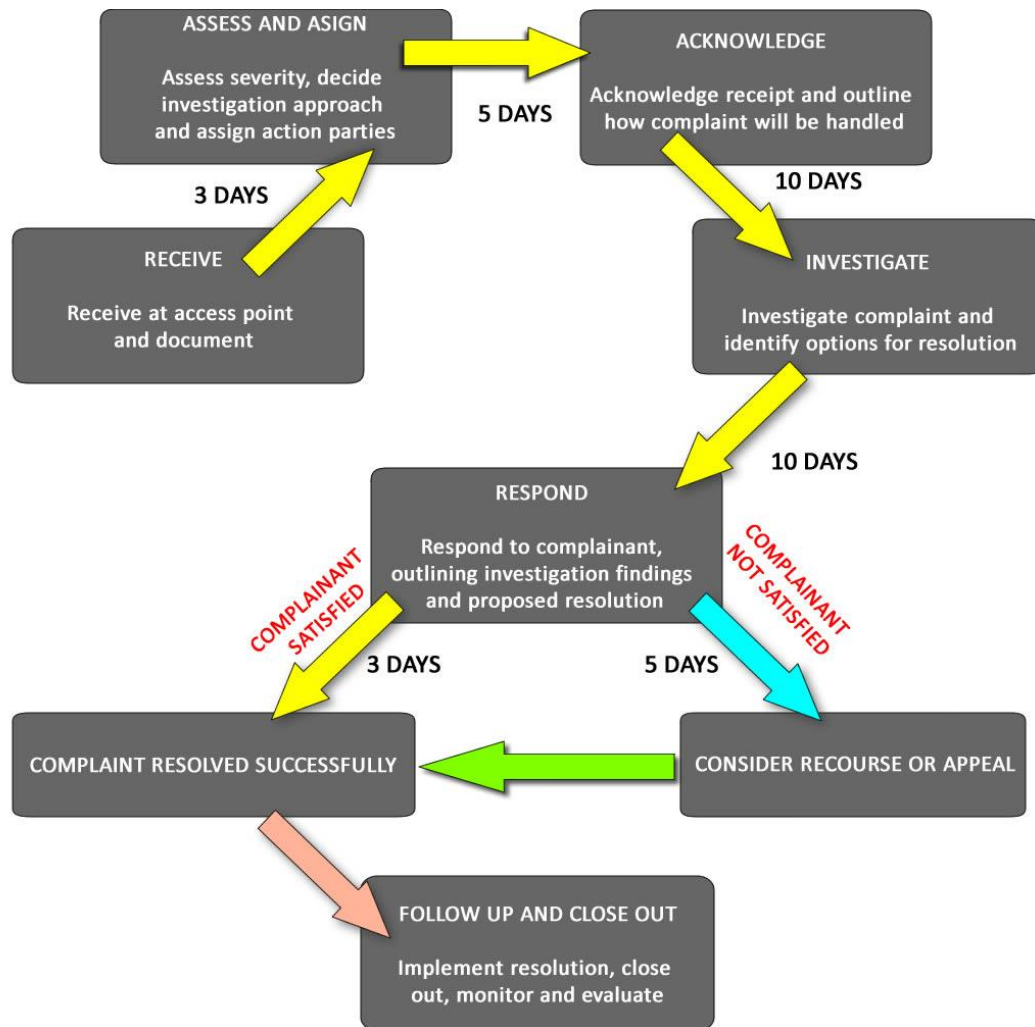 ASSESS AND ASIGN
Assess severity, decide
investigation approach
and assign action parties
5 DAYS
ACKNOWLEDGE
Acknowledge receipt and outline
how complaint will be handled
3 DAYS
10 DAYS
RECEIVE
Receive at access point
and document
INVESTIGATE
Investigate complaint and
identify options for resolution
10 DAYS
RESPOND
Respond to complainant,
outlining investigation findings
and proposed resolution
COMPLAINANT
SATISFIED
3 DAYS
COMPLAINANT
NOT SATISFIED
5 DAYS
COMPLAINT RESOLVED SUCCESSFULLY
CONSIDER RECOURSE OR APPEAL
FOLLOW UP AND CLOSE OUT
Implement resolution, close
out, monitor and evaluate